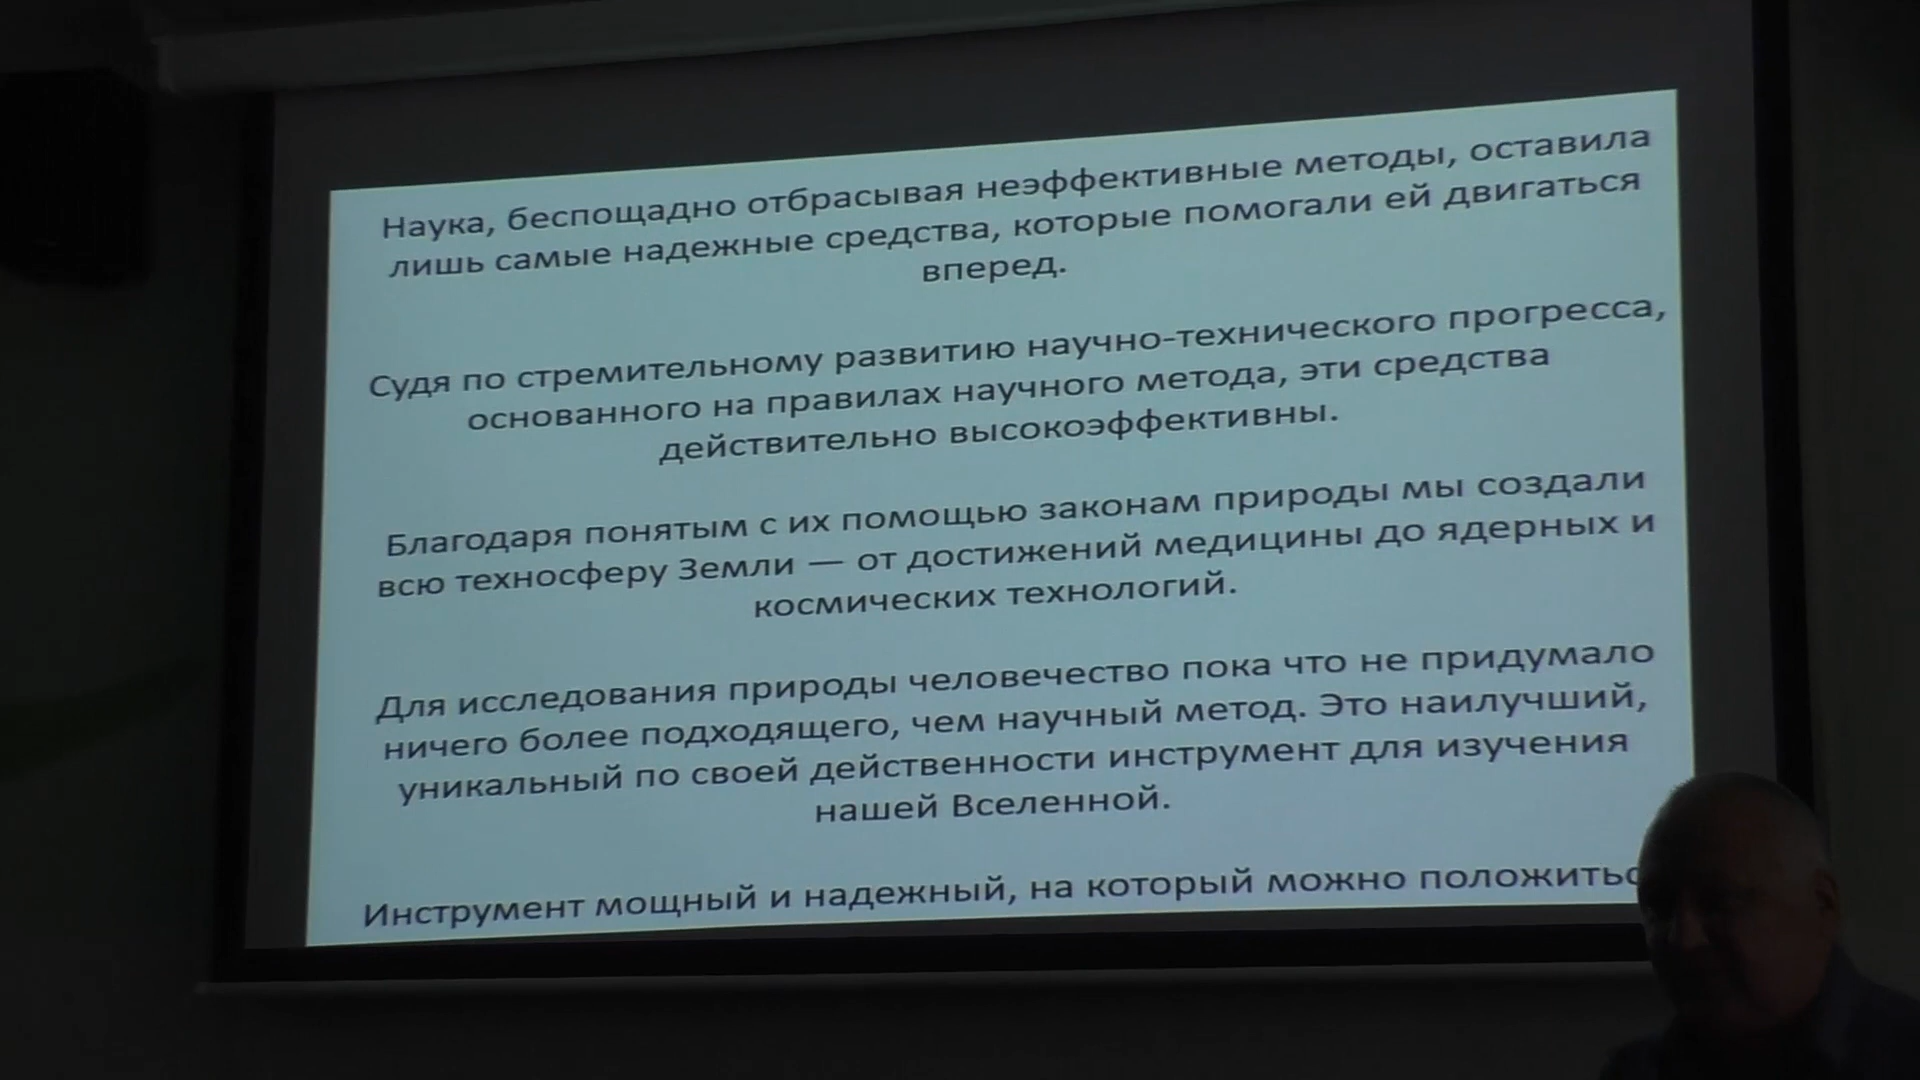 Наука, беспощадно отбрасывая неэффективные методы, оставила
лишь самые надежные средства, которые помогали ей двигаться
вперед.
Судя по стремительному развитию научно-технического прогресса,
основанного на правилах научного метода, эти средства
действительно высокоэффективны.
Благодаря понятым с их помощью законам природы мы создали
всю техносферу Земли — от достижений медицины до ядерных и
космических технологий.
Для исследования природы человечество пока что не придумало
ничего более подходящего, чем научный метод. Это наилучший,
уникальный по своей действенности инструмент для изучения
нашей Вселенной.
Инструмент мощный и надежный, на который можно положитьс